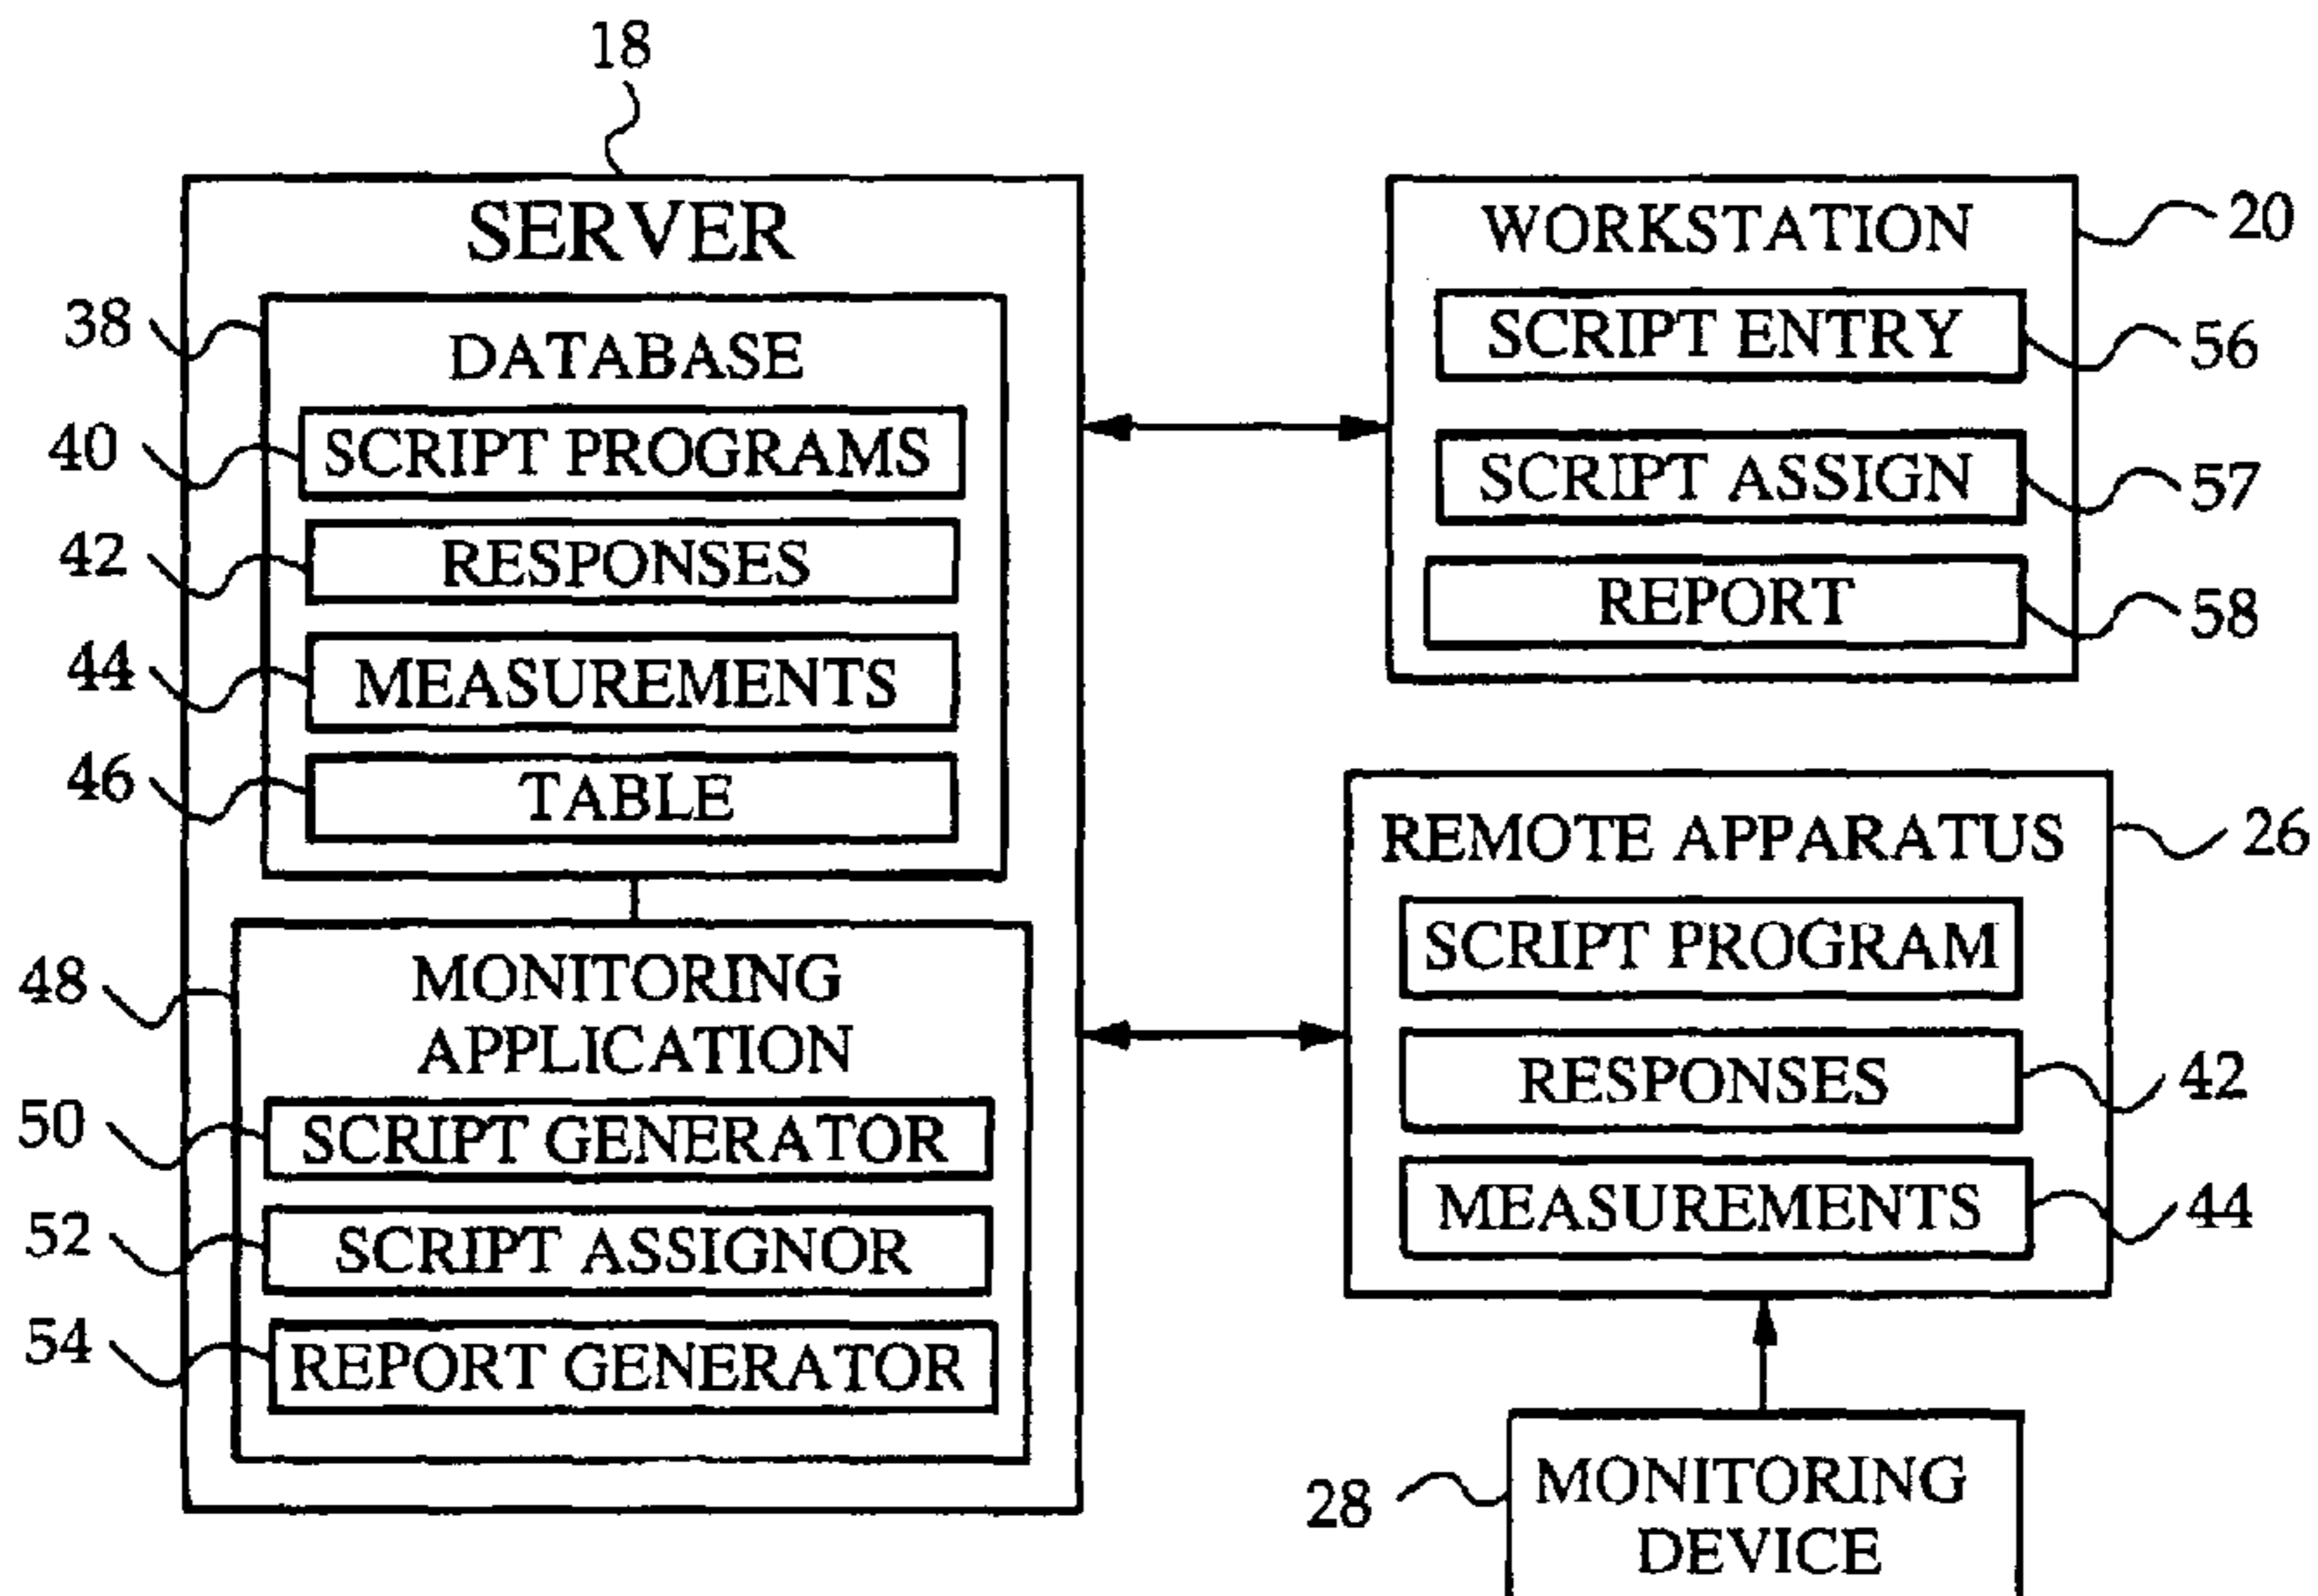 18
SERVER
38
DATABASE
40
SCRIPT PROGRAMS
42
RESPONSES
44
MEASUREMENTS
46
TABLE
48
MONITORING
APPLICATION
50
SCRIPT GENERATOR
52
SCRIPT ASSIGNOR
54
REPORT GENERATOR
WORKSTATION
20
SCRIPT ENTRY
56
SCRIPT ASSIGN
57
REPORT
58
REMOTE APPARATUS
26
SCRIPT PROGRAM
RESPONSES
42
MEASUREMENTS
44
28
MONITORING
DEVICE